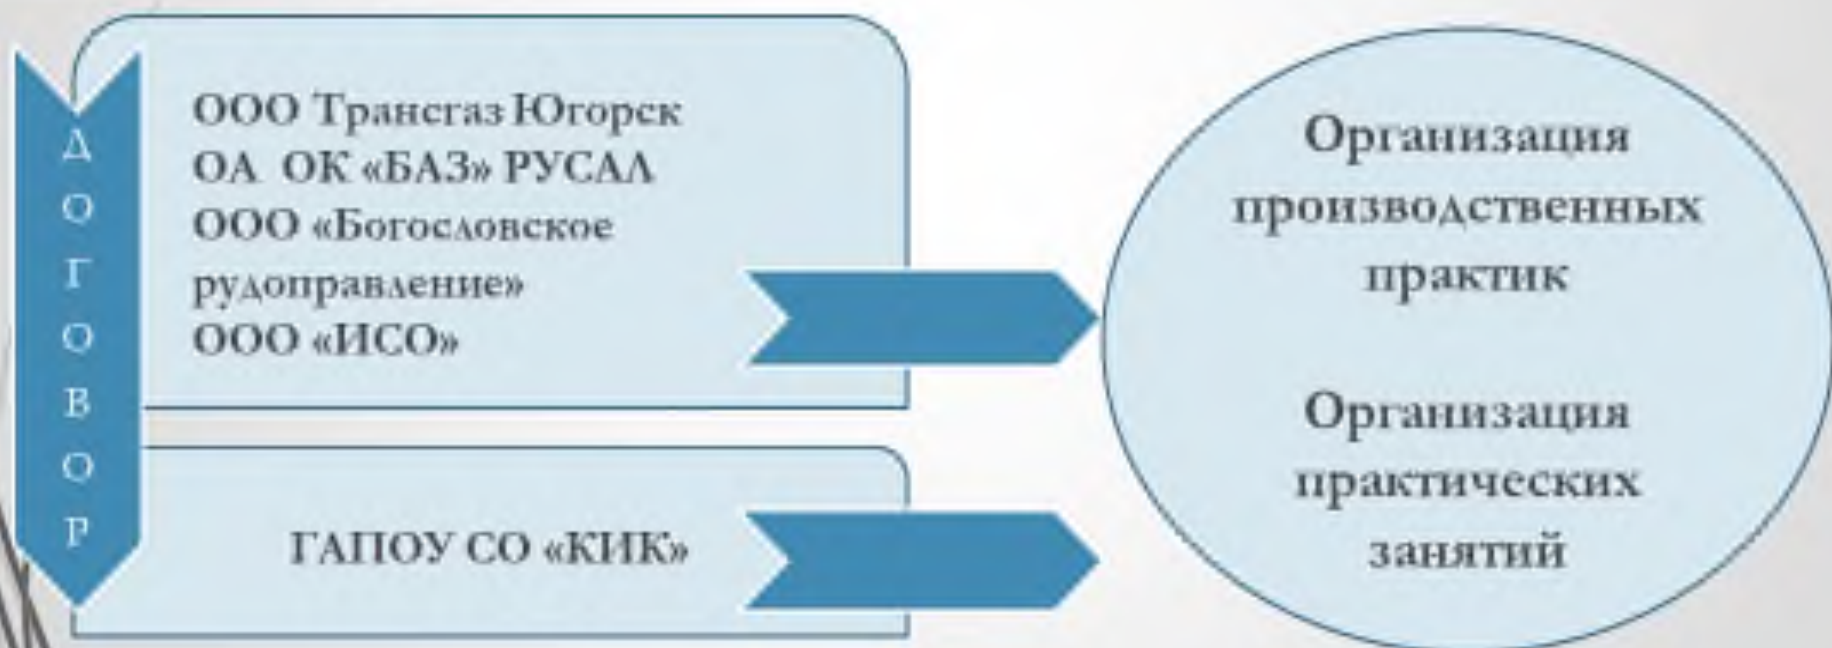 ДОГОВОР
ООО Трансгаз Югорск
ОА ОК «БАЗ» РУСАЛ
ООО «Богословское
рудоправление»
ООО «ИСО»
ГАПОУ СО «КИК»
Организация
производственных
практик
Организация
практических
занятий